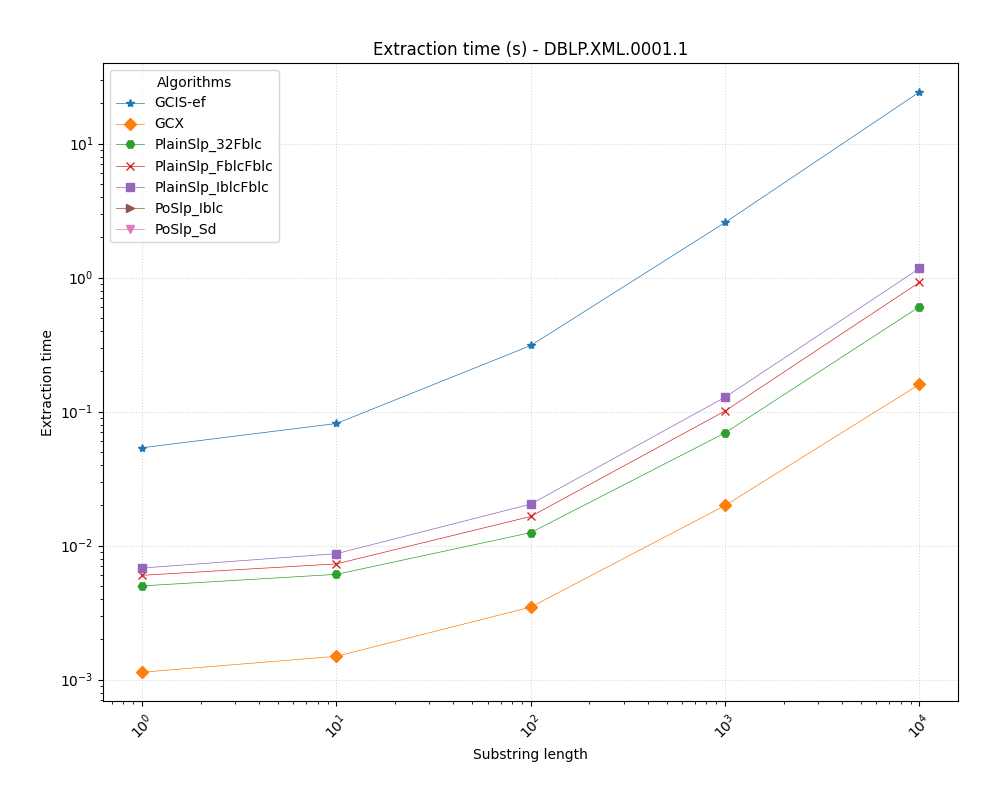 Extraction time (s) - DBLP.XML.0001.1
Algorithms
GCIS-ef
GCX
PlainSlp_32Fblc
PlainSlp_FblcFblc
PlainSlp_IblcFblc
PoSlp_Iblc
PoSlp_Sd
Extraction time
10¹
10⁰
10⁻¹
10⁻²
10⁻³
10⁰ 10¹ 10² 10³ 10⁴
Substring length